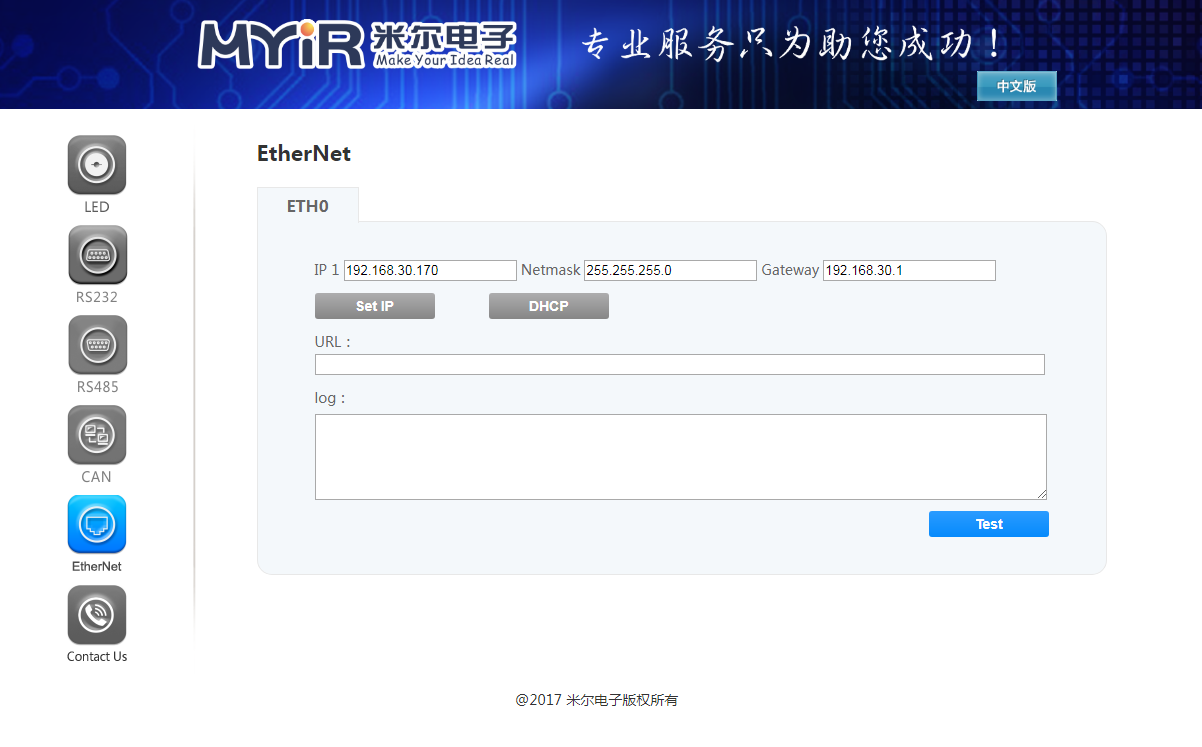 MYiR 米尔电子
Make Your Idea Real
专业服务只为助您成功！
中文版
LED
RS232
RS485
CAN
EtherNet
Contact Us
EtherNet
ETH0
IP 1 192.168.30.170 Netmask 255.255.255.0 Gateway 192.168.30.1
Set IP DHCP
URL :
log :
Test
@2017 米尔电子版权所有